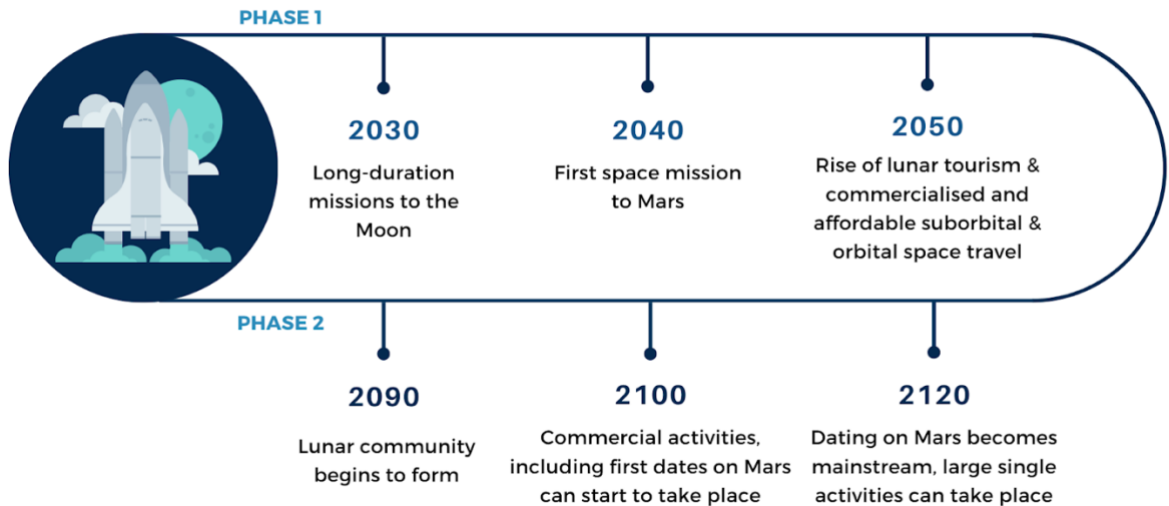 PHASE 1
2030
Long-duration
missions to the
Moon
2040
First space mission
to Mars
2050
Rise of lunar tourism &
commercialised and
affordable suborbital &
orbital space travel
PHASE 2
2090
Lunar community
begins to form
2100
Commercial activities,
including first dates on Mars
can start to take place
2120
Dating on Mars becomes
mainstream, large single
activities can take place